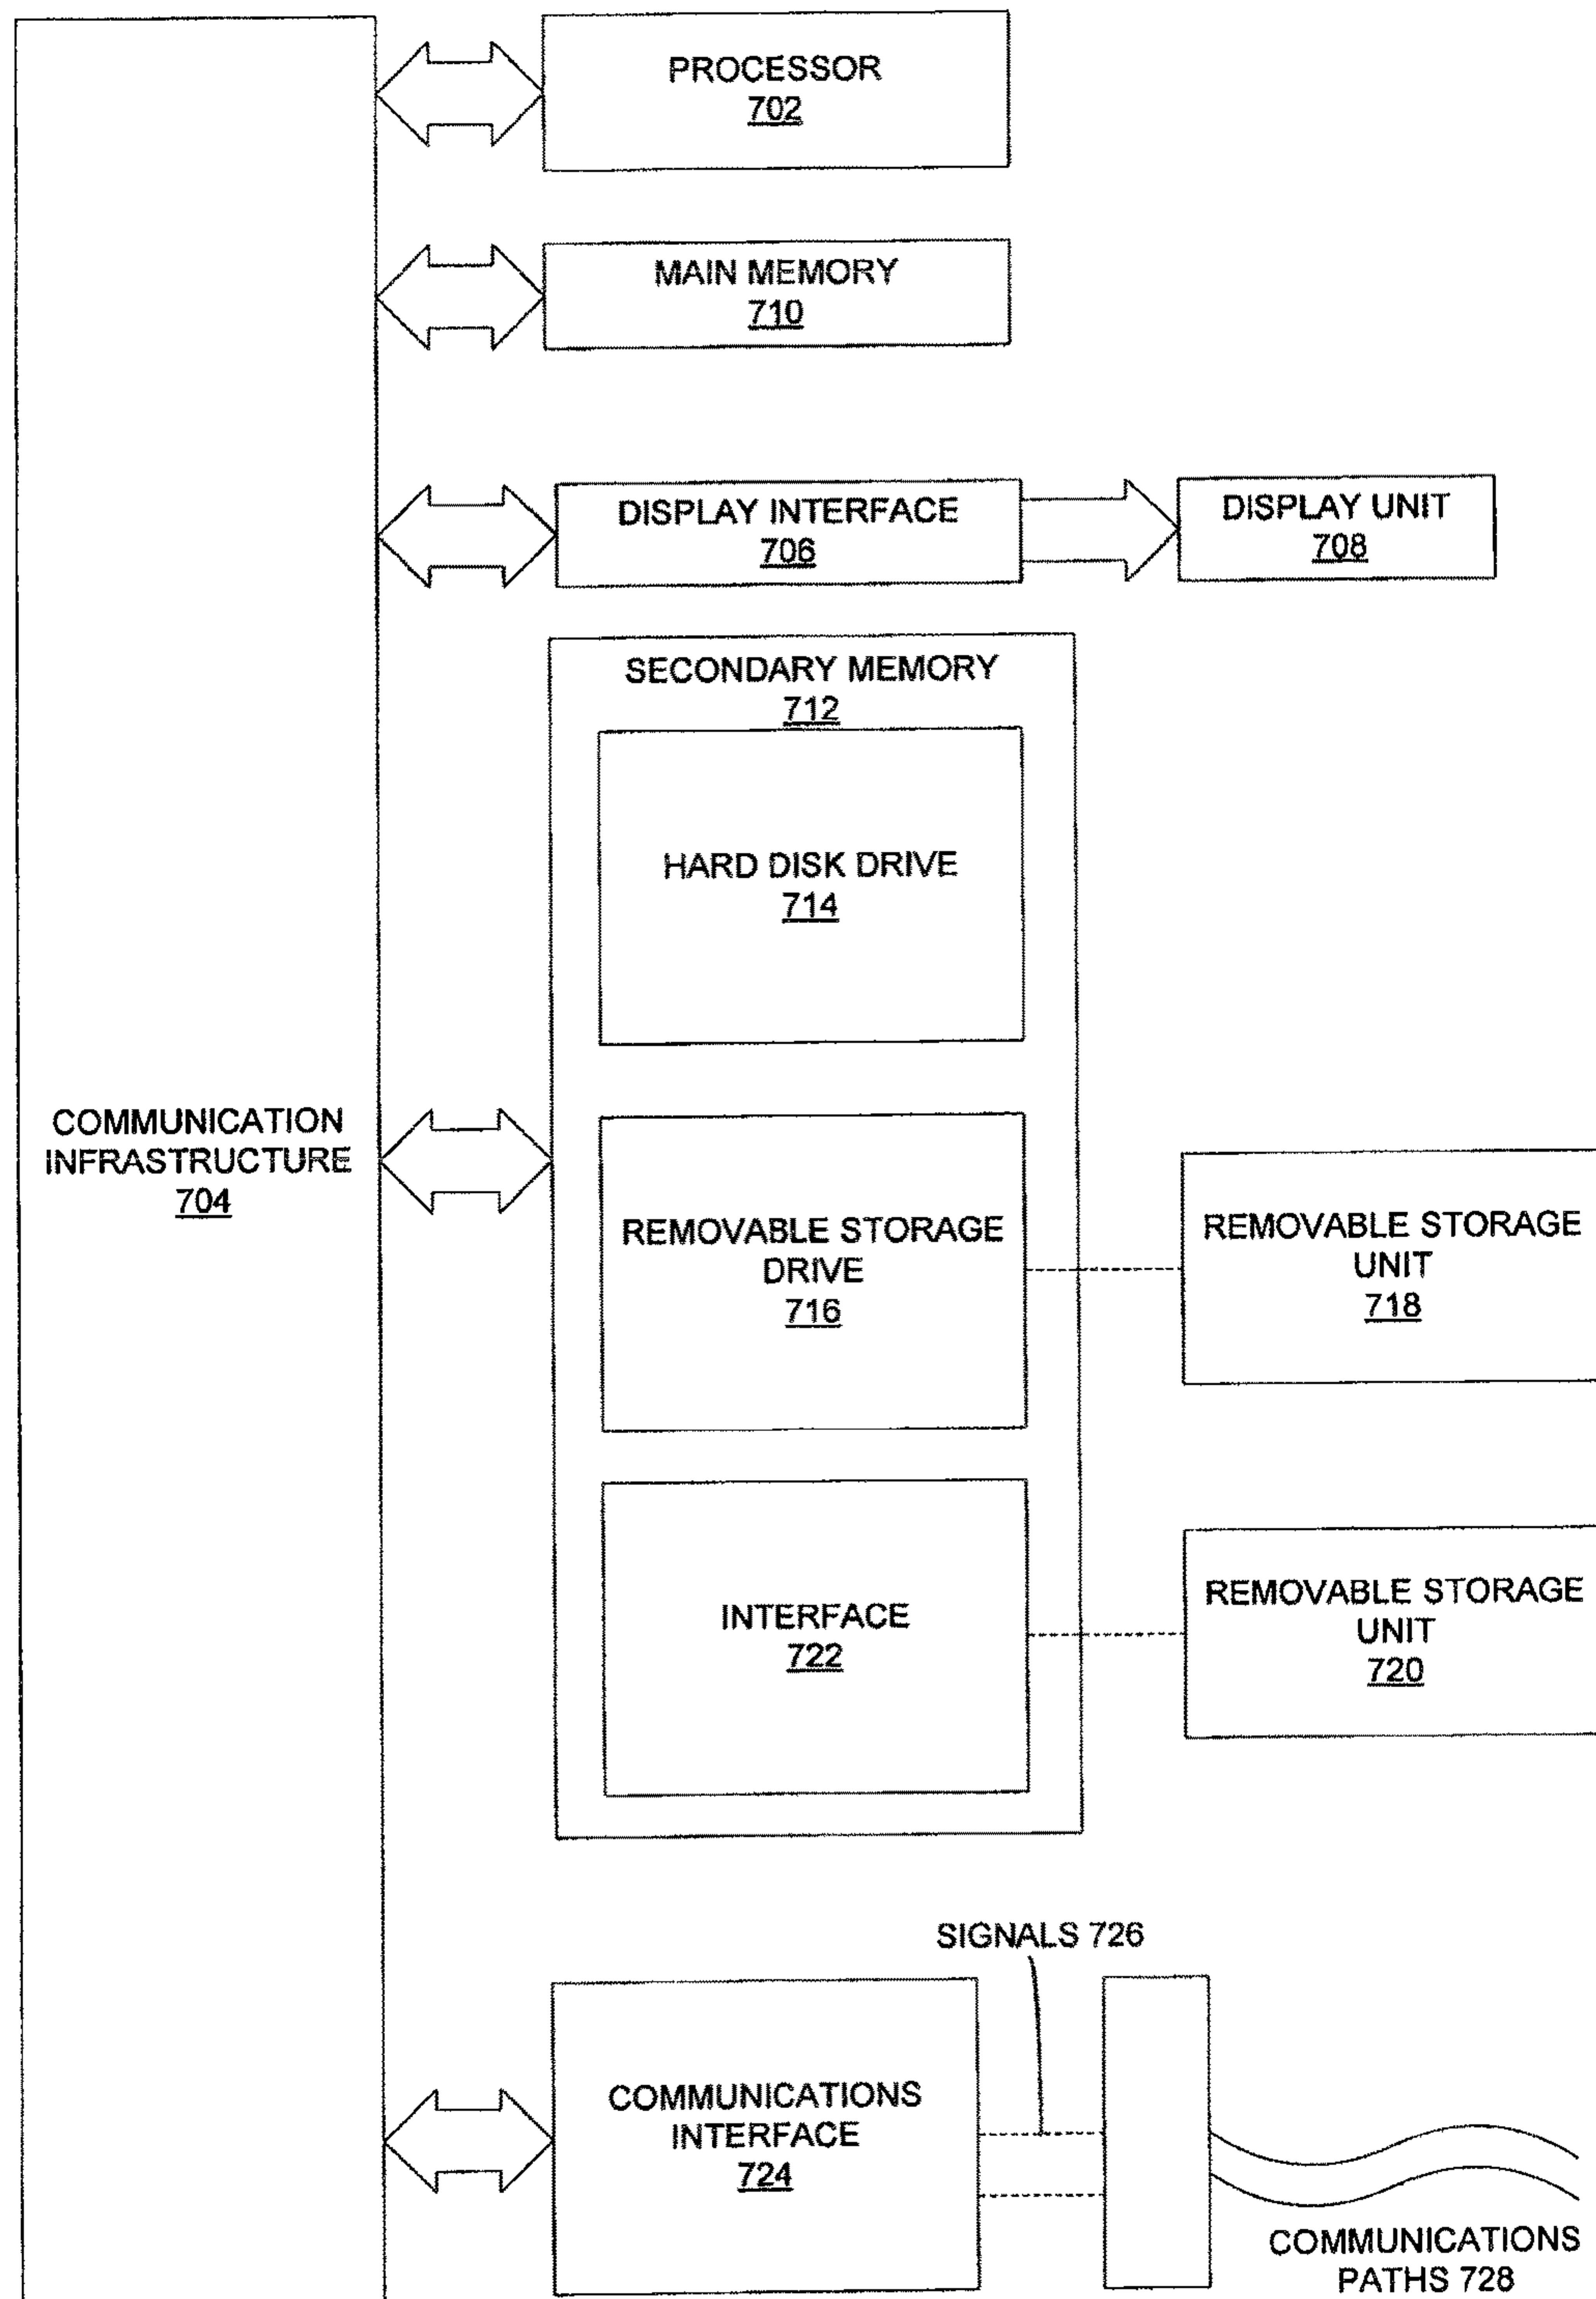 PROCESSOR
702
MAIN MEMORY
710
DISPLAY INTERFACE
706
DISPLAY UNIT
708
SECONDARY MEMORY
712
HARD DISK DRIVE
714
COMMUNICATION
INFRASTRUCTURE
704
REMOVABLE STORAGE
DRIVE
716
REMOVABLE STORAGE
UNIT
718
INTERFACE
722
REMOVABLE STORAGE
UNIT
720
SIGNALS 726
COMMUNICATIONS
INTERFACE
724
COMMUNICATIONS
PATHS 728